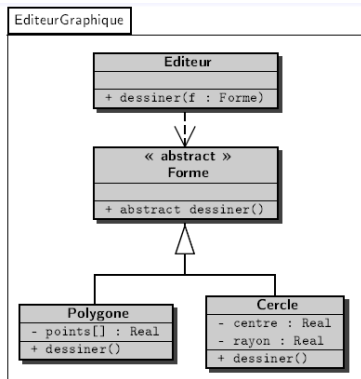 EditeurGraphique
Editeur
+ dessiner(f : Forme)
« abstract »
Forme
+ abstract dessiner()
Polygone
- points[] : Real
+ dessiner()
Cercle
- centre : Real
- rayon : Real
+ dessiner()